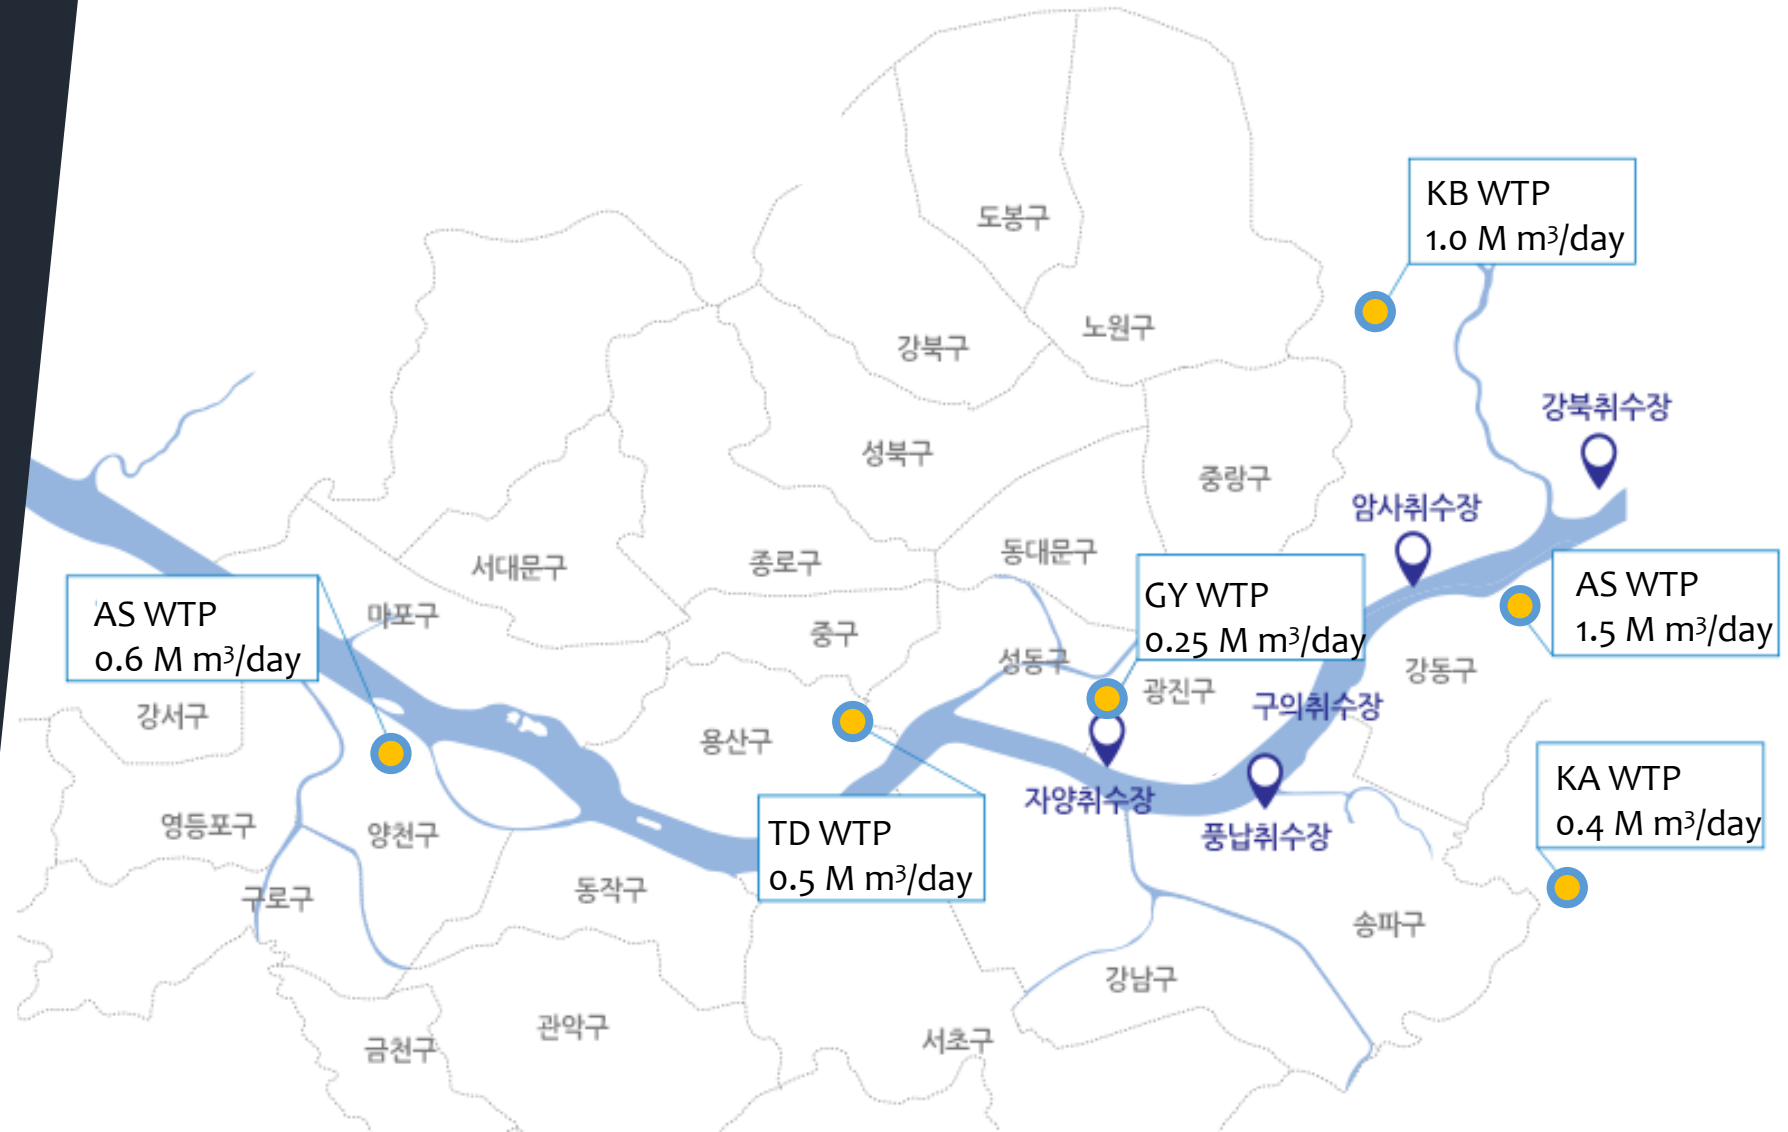 도봉구
KB WTP
1.0 M m³/day
노원구
강북구
강북취수장
성북구
중랑구
암사취수장
서대문구
종로구
동대문구
AS WTP
0.6 M m³/day
마포구
중구
성동구
GY WTP
0.25 M m³/day
AS WTP
1.5 M m³/day
강동구
강서구
용산구
광진구
구의취수장
영등포구
양천구
TD WTP
0.5 M m³/day
자양취수장
풍납취수장
KA WTP
0.4 M m³/day
구로구
동작구
송파구
강남구
금천구
관악구
서초구